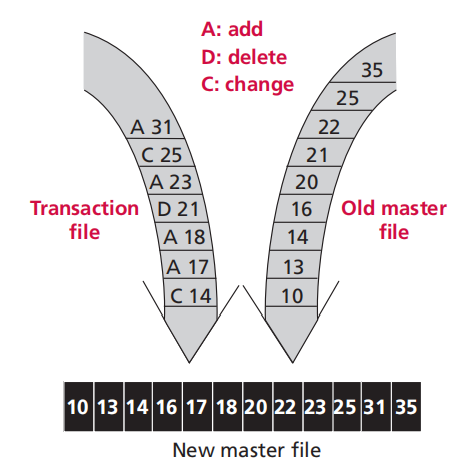 A: add
D: delete
C: change
A 31
C 25
A 23
D 21
A 18
A 17
C 14
Transaction
file
35
25
22
21
20
16
14
13
10
Old master
file
10 13 14 16 17 18 20 22 23 25 31 35
New master file